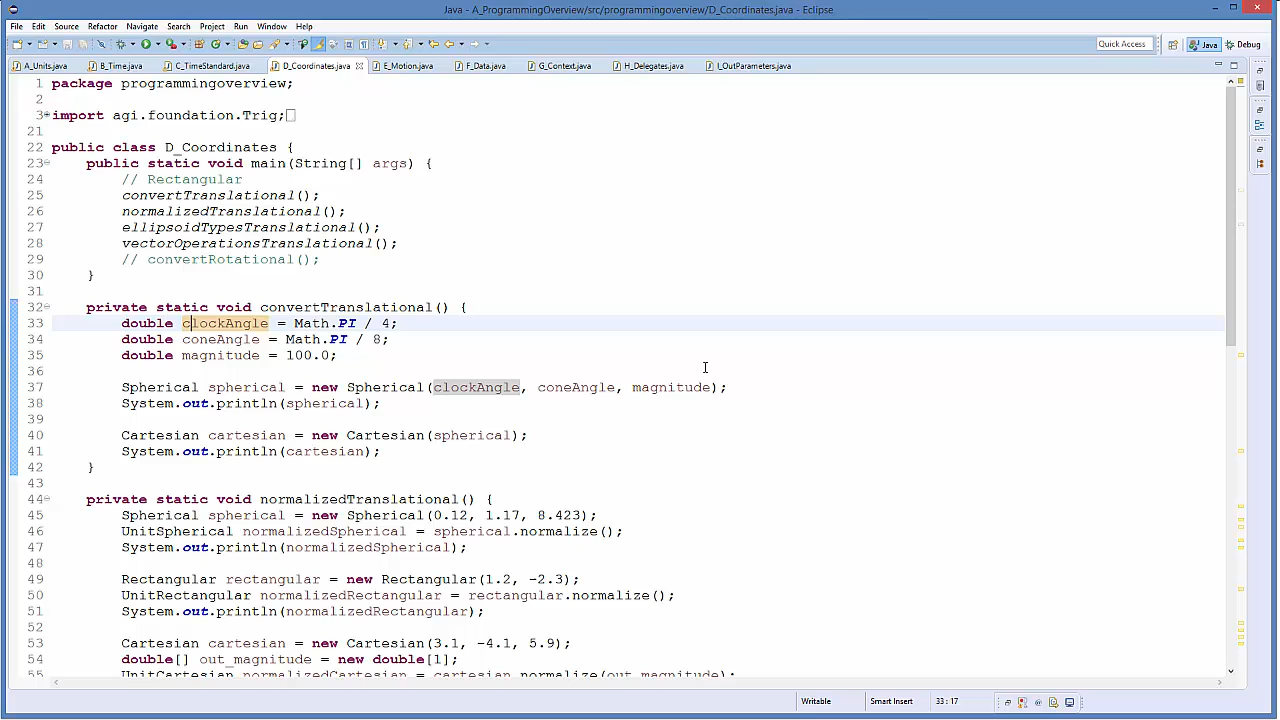 Java - A_ProgrammingOverview/src/programmingoverview/D_Coordinates.java - Eclipse
File Edit Source Refactor Navigate Search Project Run Window Help
Quick Access Java Debug
A_Units.java B_Time.java C_TimeStandard.java D_Coordinates.java E_Motion.java F_Data.java G_Context.java H_Delegates.java I_OutParameters.java
1 package programmingoverview;
2
3 import agi.foundation.Trig;
21
22 public class D_Coordinates {
23 public static void main(String[] args) {
24 // Rectangular
25 convertTranslational();
26 normalizedTranslational();
27 ellipsoidTypesTranslational();
28 vectorOperationsTranslational();
29 // convertRotational();
30 }
31
32 private static void convertTranslational() {
33 double clockAngle = Math.PI / 4;
34 double coneAngle = Math.PI / 8;
35 double magnitude = 100.0;
36
37 Spherical spherical = new Spherical(clockAngle, coneAngle, magnitude);
38 System.out.println(spherical);
39
40 Cartesian cartesian = new Cartesian(spherical);
41 System.out.println(cartesian);
42 }
43
44 private static void normalizedTranslational() {
45 Spherical spherical = new Spherical(0.12, 1.17, 8.423);
46 UnitSpherical normalizedSpherical = spherical.normalize();
47 System.out.println(normalizedSpherical);
48
49 Rectangular rectangular = new Rectangular(1.2, -2.3);
50 UnitRectangular normalizedRectangular = rectangular.normalize();
51 System.out.println(normalizedRectangular);
52
53 Cartesian cartesian = new Cartesian(3.1, -4.1, 5.9);
54 double[] out_magnitude = new double[1];
55 UnitCartesian normalizedCartesian = cartesian.normalize(out_magnitude);
Writable Smart Insert 33 : 17